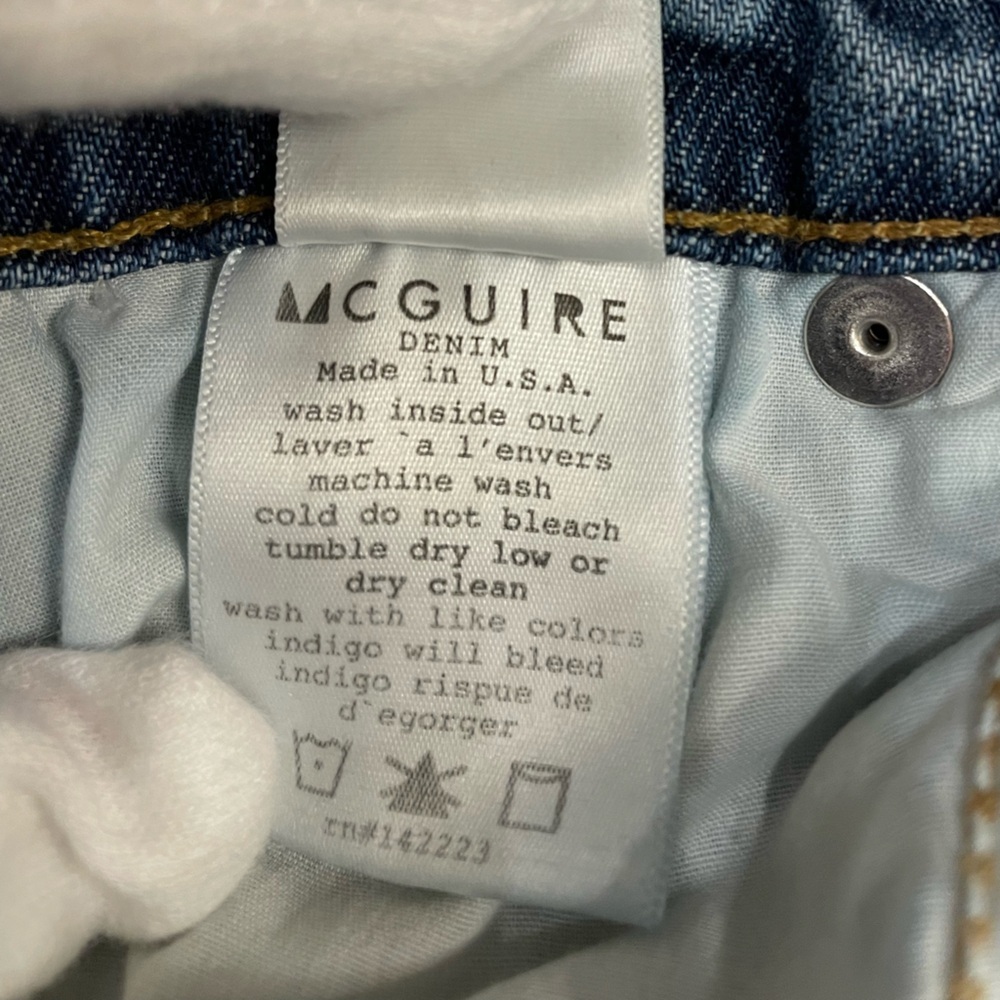 MCGUIRE
DENIM
Made in U.S.A.
wash inside out/
laver `a l'envers
machine wash
cold do not bleach
tumble dry low or
dry clean
wash with like colors
indigo will bleed
indigo rispue de
d`egorger
rn#142223